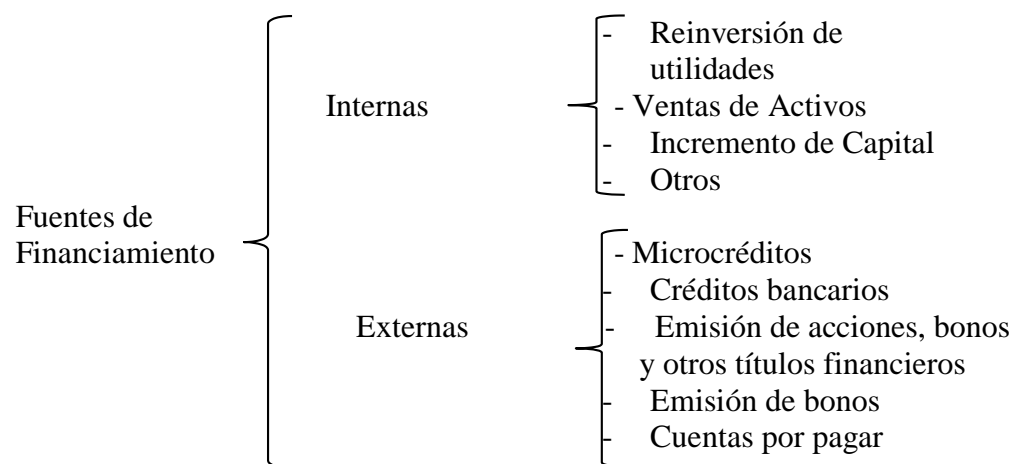 Fuentes de
Financiamiento
Internas
- Reinversión de
utilidades
- Ventas de Activos
- Incremento de Capital
- Otros
Externas
- Microcréditos
- Créditos bancarios
- Emisión de acciones, bonos
y otros títulos financieros
- Emisión de bonos
- Cuentas por pagar